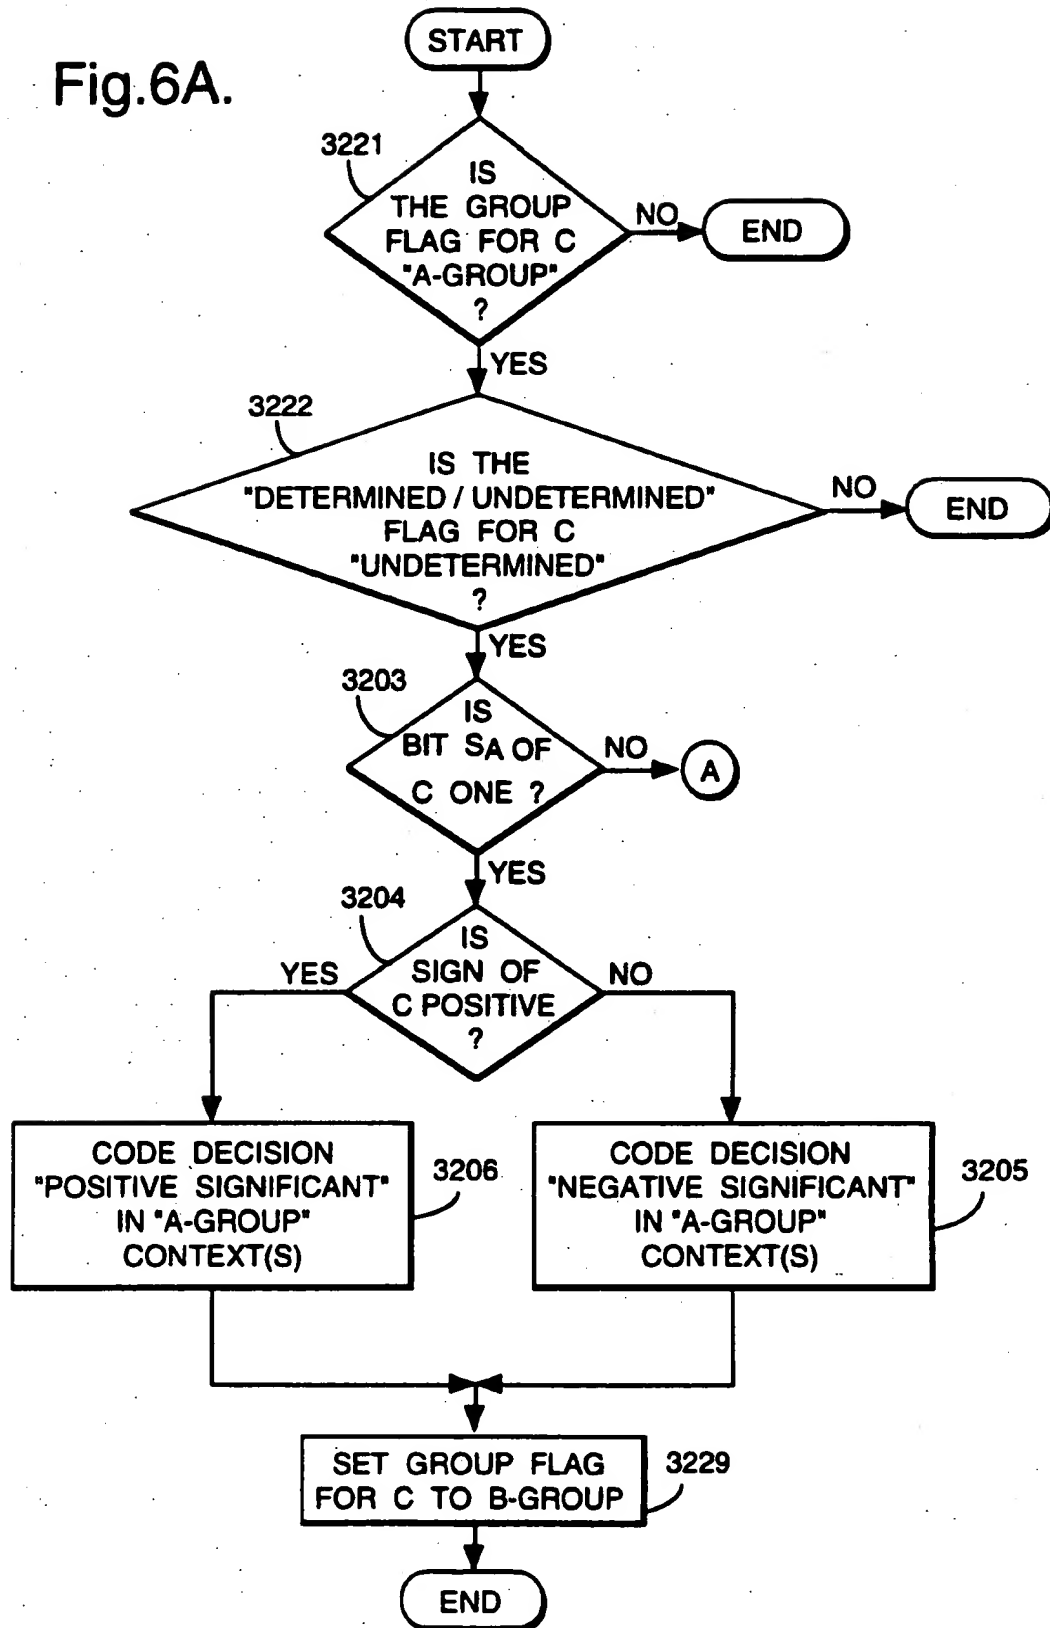 Fig.6A.
START
3221
IS
THE GROUP
FLAG FOR C
"A-GROUP"
?
NO
END
YES
3222
IS THE
"DETERMINED / UNDETERMINED"
FLAG FOR C
"UNDETERMINED"
?
NO
END
YES
3203
IS
BIT SA OF
C ONE ?
NO
A
YES
3204
IS
SIGN OF
C POSITIVE
?
YES
NO
CODE DECISION
"POSITIVE SIGNIFICANT"
IN "A-GROUP"
CONTEXT(S)
3206
CODE DECISION
"NEGATIVE SIGNIFICANT"
IN "A-GROUP"
CONTEXT(S)
3205
SET GROUP FLAG
FOR C TO B-GROUP
3229
END